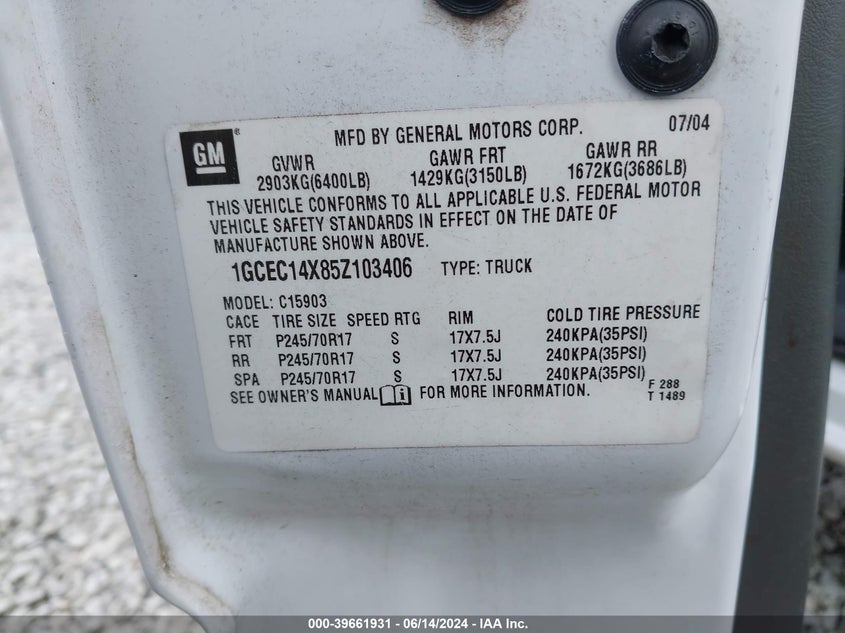 MFD BY GENERAL MOTORS CORP. 07/04
GM ®
GVWR GAWR FRT GAWR RR
2903KG(6400LB) 1429KG(3150LB) 1672KG(3686LB)
THIS VEHICLE CONFORMS TO ALL APPLICABLE U.S. FEDERAL MOTOR
VEHICLE SAFETY STANDARDS IN EFFECT ON THE DATE OF
MANUFACTURE SHOWN ABOVE.
1GCEC14X85Z103406 TYPE: TRUCK
MODEL: C15903
CACE TIRE SIZE SPEED RTG RIM COLD TIRE PRESSURE
FRT P245/70R17 S 17X7.5J 240KPA(35PSI)
RR P245/70R17 S 17X7.5J 240KPA(35PSI)
SPA P245/70R17 S 17X7.5J 240KPA(35PSI)
SEE OWNER'S MANUAL i FOR MORE INFORMATION. F 288
T 1489
000-39661931 - 06/14/2024 - IAA Inc.